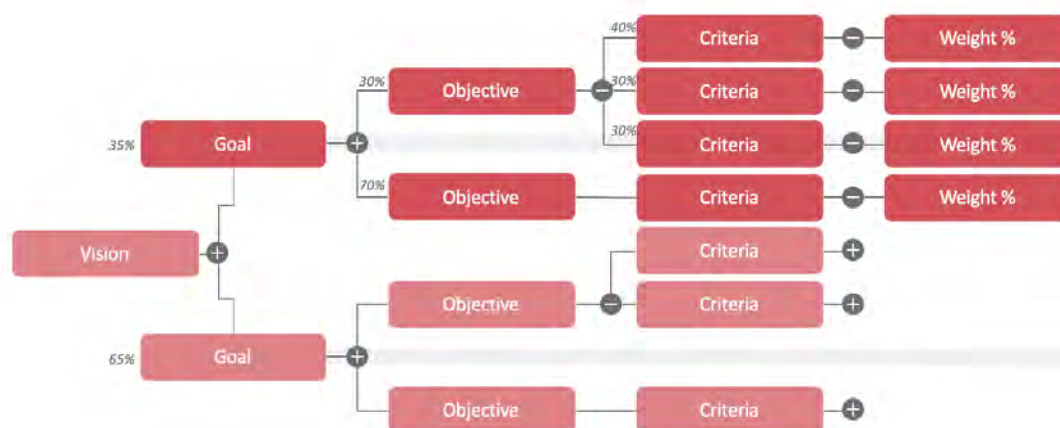 40%
Criteria
Weight %
30%
Objective
30%
Criteria
Weight %
35%
Goal
30%
Criteria
Weight %
70%
Objective
Criteria
Weight %
Vision
Criteria
Objective
Criteria
65%
Goal
Objective
Criteria